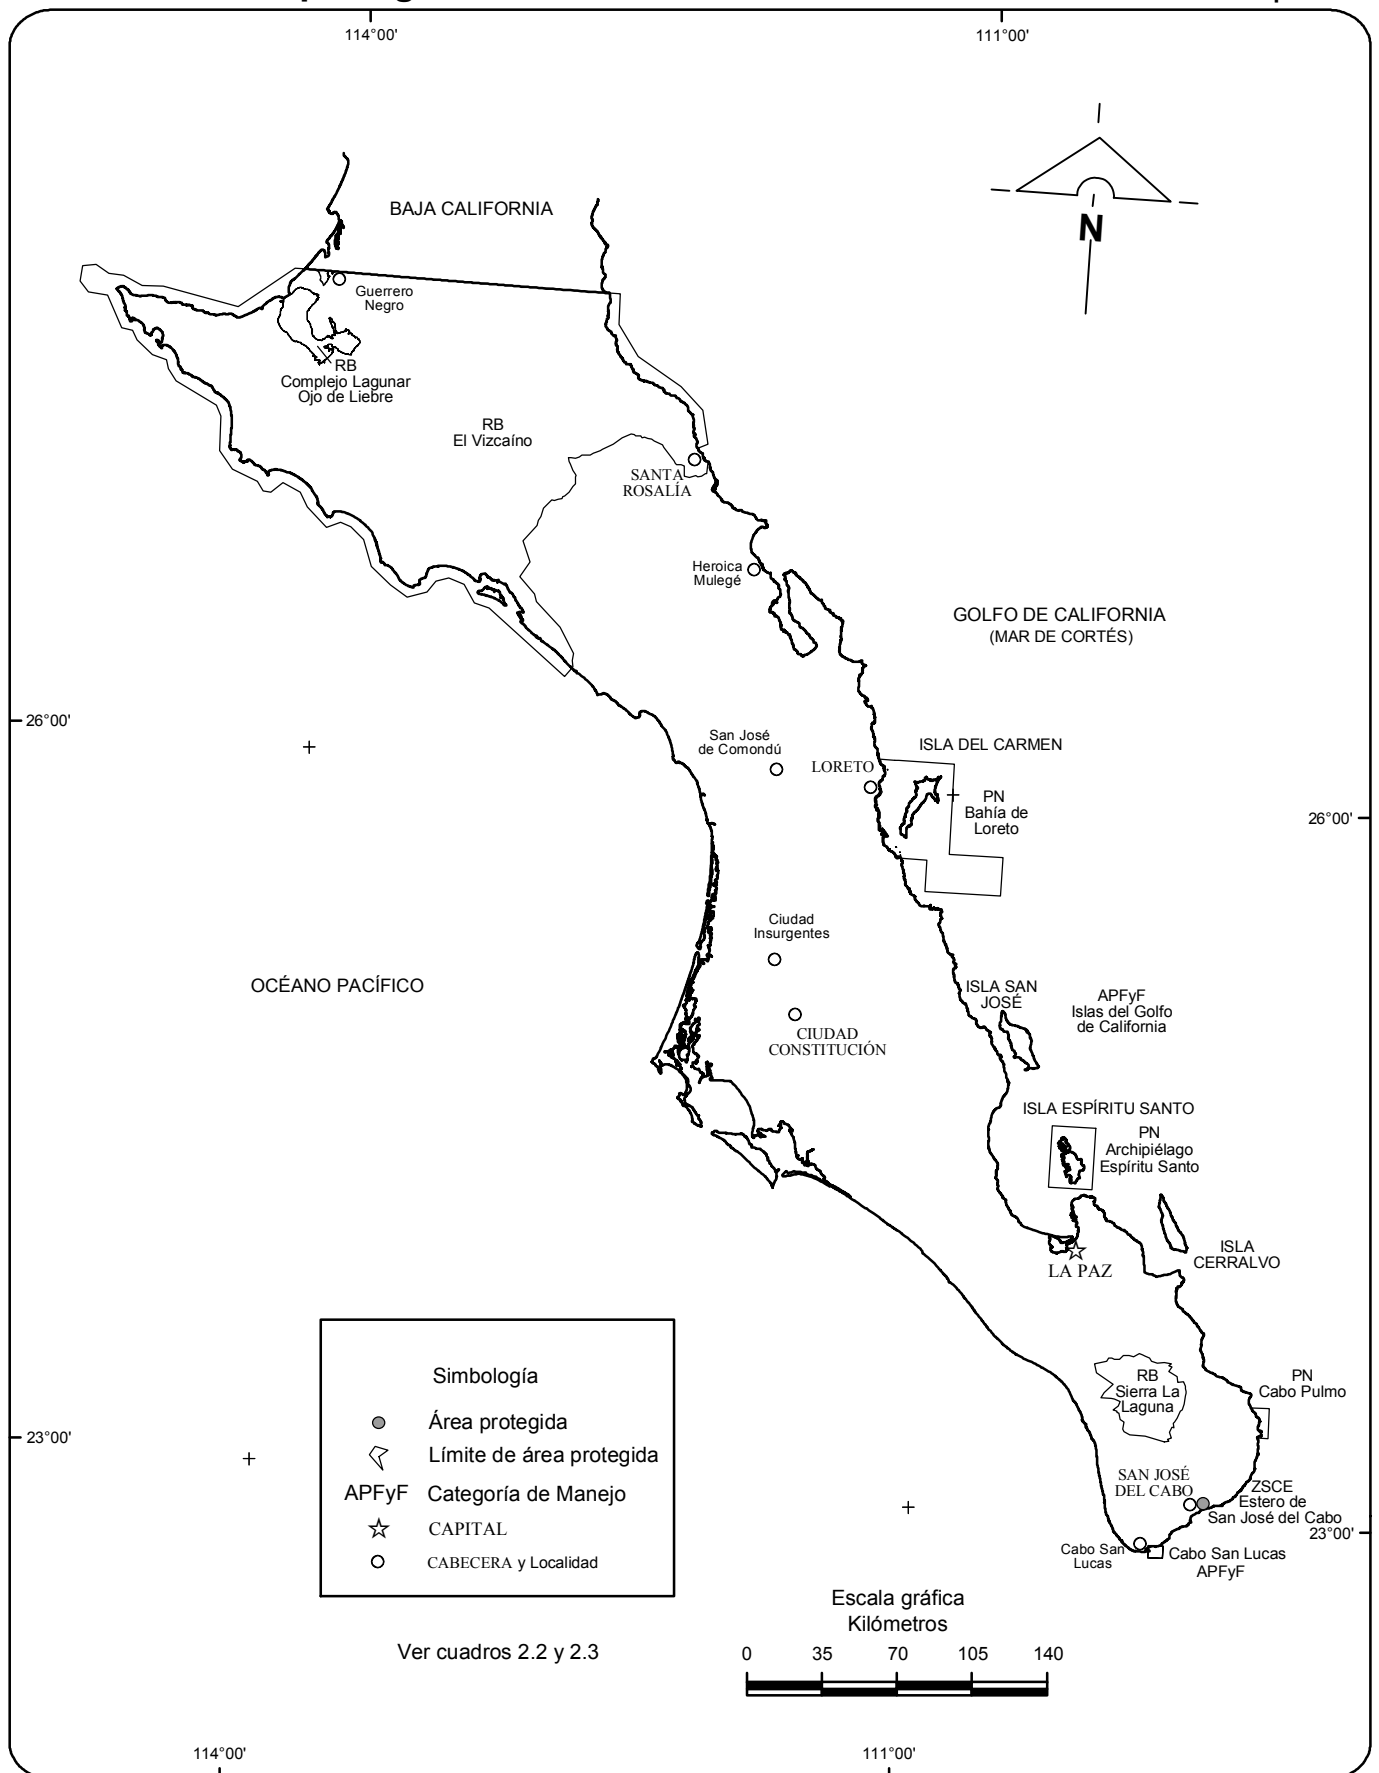 114°00'
111°00'
BAJA CALIFORNIA
N
Guerrero
Negro
RB
Complejo Lagunar
Ojo de Liebre
RB
El Vizcaíno
SANTA
ROSALÍA
Heroica
Mulegé
GOLFO DE CALIFORNIA
(MAR DE CORTÉS)
26°00'
San José
de Comondú
LORETO
ISLA DEL CARMEN
PN
Bahía de
Loreto
26°00'
Ciudad
Insurgentes
OCÉANO PACÍFICO
ISLA SAN
JOSÉ
APFyF
Islas del Golfo
de California
CIUDAD
CONSTITUCIÓN
ISLA ESPÍRITU SANTO
PN
Archipiélago
Espíritu Santo
ISLA
CERRALVO
LA PAZ
RB
Sierra La
Laguna
PN
Cabo Pulmo
23°00'
SAN JOSÉ
DEL CABO
ZSCE
Estero de
San José del Cabo
23°00'
Cabo San
Lucas
Cabo San Lucas
APFyF
Simbología
Área protegida
Límite de área protegida
APFyF Categoría de Manejo
CAPITAL
CABECERA y Localidad
Ver cuadros 2.2 y 2.3
Escala gráfica
Kilómetros
0 35 70 105 140
114°00'
111°00'